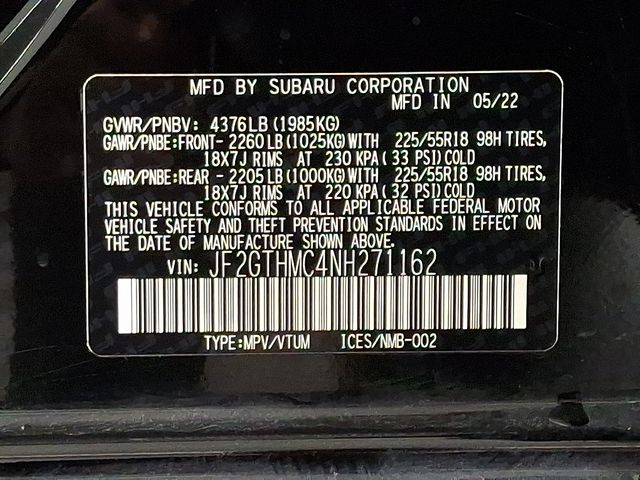 MFD BY SUBARU CORPORATION
MFD IN 05/22
GVWR/PNBV: 4376LB(1985KG)
GAWR/PNBE:FRONT-2260LB(1025KG)WITH 225/55R18 98H TIRES,
18X7J RIMS AT 230 KPA(33 PSI)COLD
GAWR/PNBE:REAR -2205LB(1000KG)WITH 225/55R18 98H TIRES,
18X7J RIMS AT 220 KPA(32 PSI)COLD
THIS VEHICLE CONFORMS TO ALL APPLICABLE FEDERAL MOTOR
VEHICLE SAFETY AND THEFT PREVENTION STANDARDS IN EFFECT ON
THE DATE OF MANUFACTURE SHOWN ABOVE.
VIN: JF2GTHMC4NH271162
TYPE:MPV/VTUM ICES/NMB-002